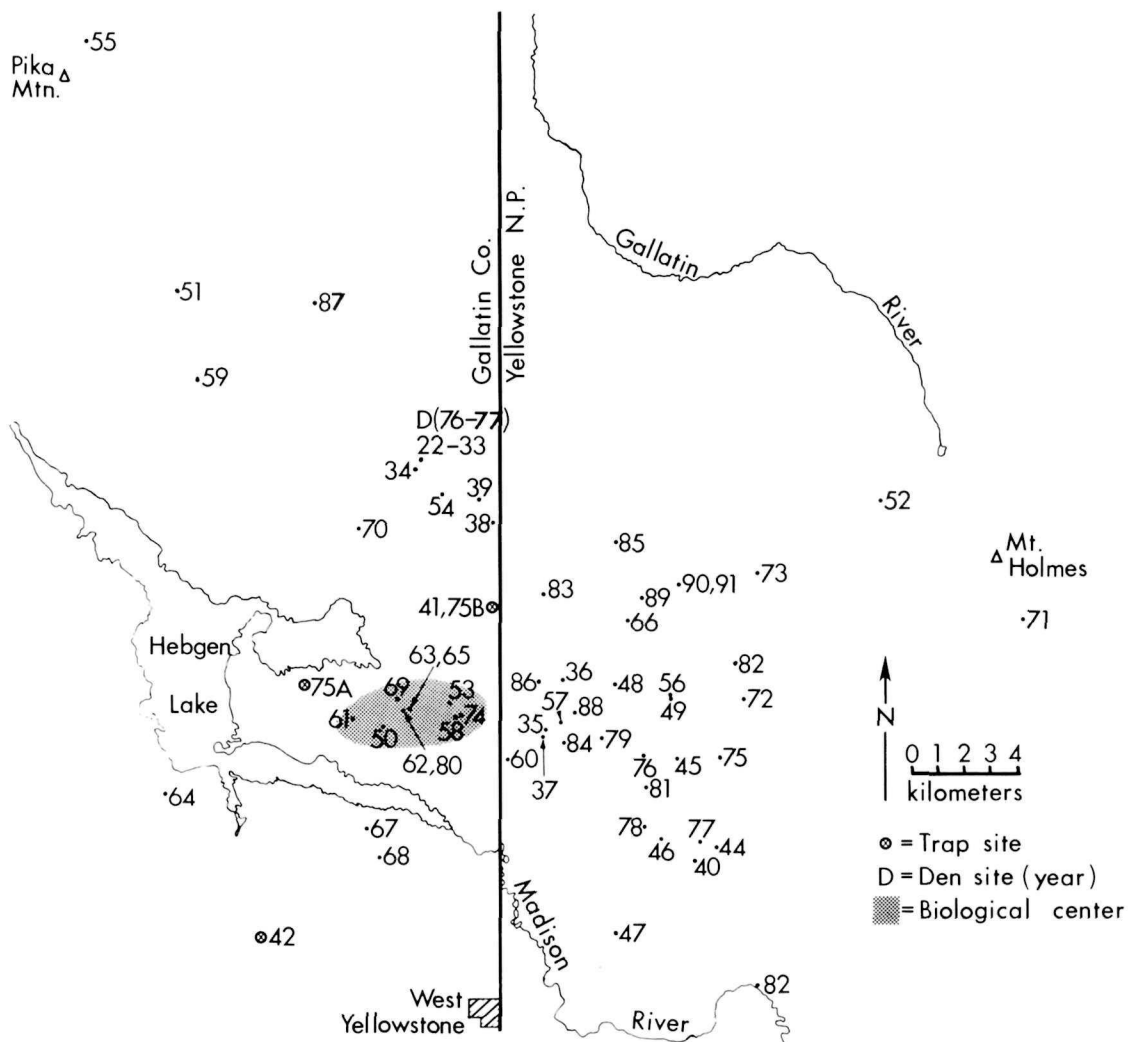 55
Pika
Mtn.
Gallatin Co.
Yellowstone N.P.
Gallatin
River
51
87
59
D(76-77)
22-33
34
39
54
38
70
52
85
Mt.
Holmes
73
90,91
89
83
41,75B
66
71
Hebgen
Lake
63,65
82
86
36
48
56
75A
69
53
57
88
72
49
61
74
50
58
35
79
84
62,80
60
76
45
75
37
81
64
67
68
78
77
46
44
40
Madison
River
42
47
82
West
Yellowstone
N
0 1 2 3 4
kilometers
= Trap site
D = Den site (year)
= Biological center